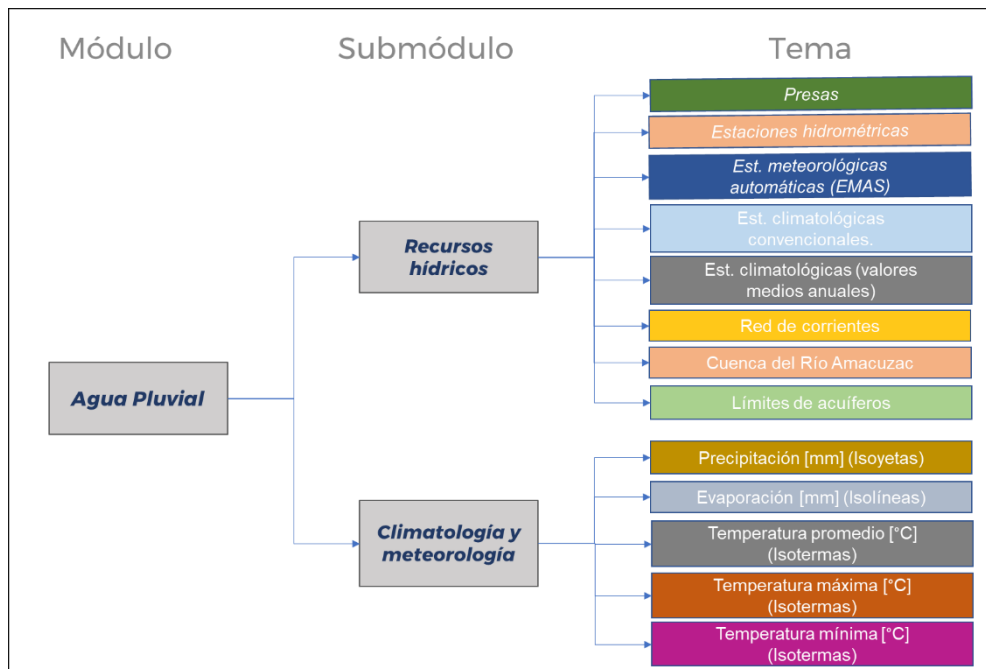 Módulo
Submódulo
Tema
Agua Pluvial
Recursos
hídricos
Presas
Estaciones hidrométricas
Est. meteorológicas
automáticas (EMAS)
Est. climatológicas
convencionales.
Est. climatológicas (valores
medios anuales)
Red de corrientes
Cuenca del Río Amacuzac
Límites de acuíferos
Climatología y
meteorología
Precipitación [mm] (Isoyetas)
Evaporación [mm] (Isolíneas)
Temperatura promedio [°C]
(Isotermas)
Temperatura máxima [°C]
(Isotermas)
Temperatura mínima [°C]
(Isotermas)